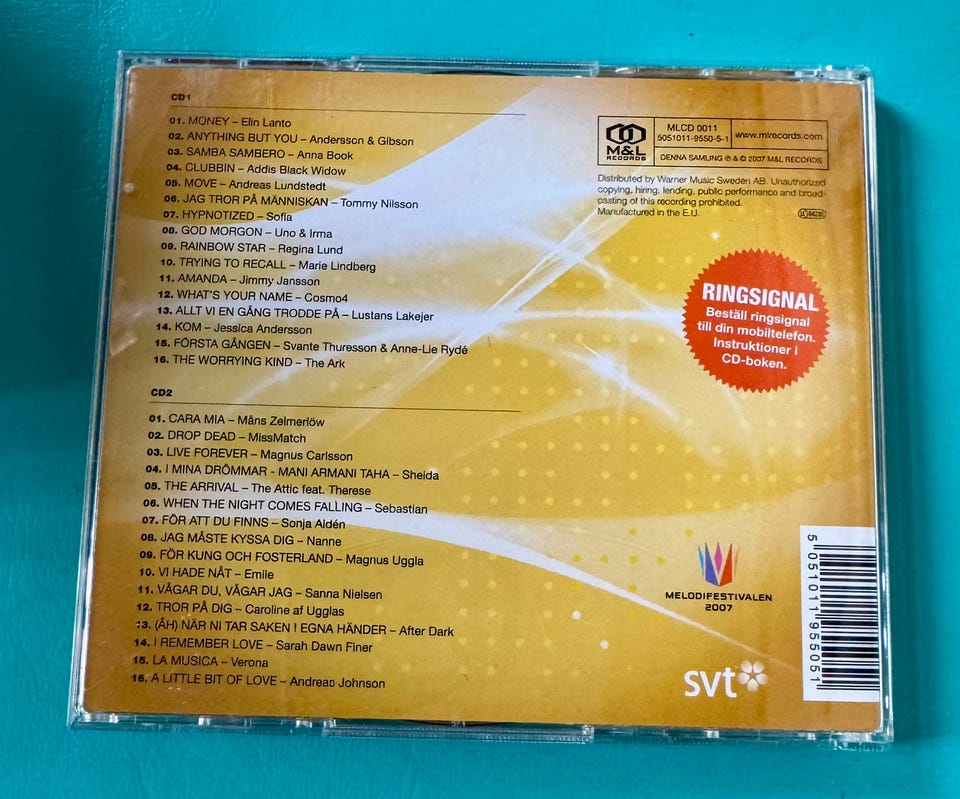 CD1
01. MONEY – Elin Lanto
02. ANYTHING BUT YOU – Andersson & Gibson
03. SAMBA SAMBERO – Anna Book
04. CLUBBIN – Addis Black Widow
05. MOVE – Andreas Lundstedt
06. JAG TROR PÅ MÄNNISKAN – Tommy Nilsson
07. HYPNOTIZED – Sofia
08. GOD MORGON – Uno & Irma
09. RAINBOW STAR – Regina Lund
10. TRYING TO RECALL – Marie Lindberg
11. AMANDA – Jimmy Jansson
12. WHAT'S YOUR NAME – Cosmo4
13. ALLT VI EN GÅNG TRODDE PÅ – Lustans Lakejer
14. KOM – Jessica Andersson
15. FÖRSTA GÅNGEN – Svante Thuresson & Anne-Lie Rydé
16. THE WORRYING KIND – The Ark
CD2
01. CARA MIA – Måns Zelmerlöw
02. DROP DEAD – MissMatch
03. LIVE FOREVER – Magnus Carlsson
04. I MINA DRÖMMAR - MANI ARMANI TAHA – Sheida
05. THE ARRIVAL – The Attic feat. Therese
06. WHEN THE NIGHT COMES FALLING – Sebastian
07. FÖR ATT DU FINNS – Sonja Aldén
08. JAG MÅSTE KYSSA DIG – Nanne
09. FÖR KUNG OCH FOSTERLAND – Magnus Uggla
10. VI HADE NÅT – Emile
11. VÅGAR DU, VÅGAR JAG – Sanna Nielsen
12. TROR PÅ DIG – Caroline af Ugglas
13. (ÅH) NÄR NI TAR SAKEN I EGNA HÄNDER – After Dark
14. I REMEMBER LOVE – Sarah Dawn Finer
15. LA MUSICA – Verona
16. A LITTLE BIT OF LOVE – Andreas Johnson
M&L
RECORDS
MLCD 0011
5051011-9550-5-1
www.mlrecords.com
DENNA SAMLING ℗ & © 2007 M&L RECORDS
Distributed by Warner Music Sweden AB. Unauthorized
copying, hiring, lending, public performance and broad-
casting of this recording prohibited.
Manufactured in the E.U.
RINGSIGNAL
Beställ ringsignal
till din mobiltelefon.
Instruktioner i
CD-boken.
MELODIFESTIVALEN
2007
svt
5 051011 955051